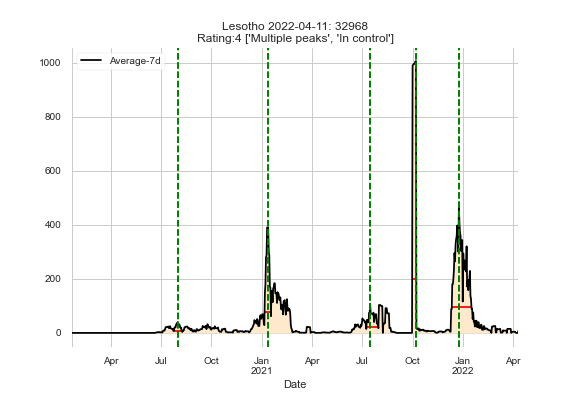 Lesotho 2022-04-11: 32968
Rating:4 ['Multiple peaks', 'In control']
Average-7d
1000
800
600
400
200
0
Apr Jul Oct Jan Apr Jul Oct Jan Apr
2021 2022
Date